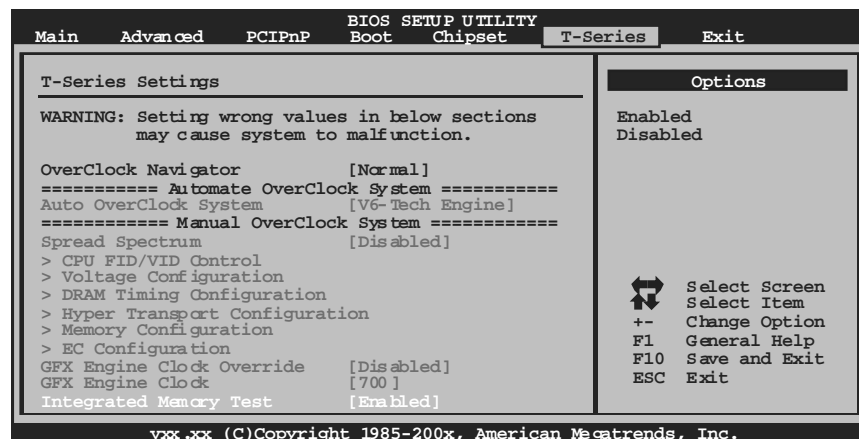 BIOS SETUP UTILITY
Main Advanced PCIPnP Boot Chipset T-Series Exit
T-Series Settings
WARNING: Setting wrong values in below sections
may cause system to malfunction.
OverClock Navigator [Normal]
=========== Automate OverClock System ===========
Auto OverClock System [V6-Tech Engine]
============ Manual OverClock System ============
Spread Spectrum [Disabled]
> CPU FID/VID Control
> Voltage Configuration
> DRAM Timing Configuration
> Hyper Transport Configuration
> Memory Configuration
> EC Configuration
GFX Engine Clock Override [Disabled]
GFX Engine Clock [700 ]
Integrated Memory Test [Enabled]
Options
Enabled
Disabled
Select Screen
Select Item
+- Change Option
F1 General Help
F10 Save and Exit
ESC Exit
vxx.xx (C)Copyright 1985-200x, American Megatrends, Inc.